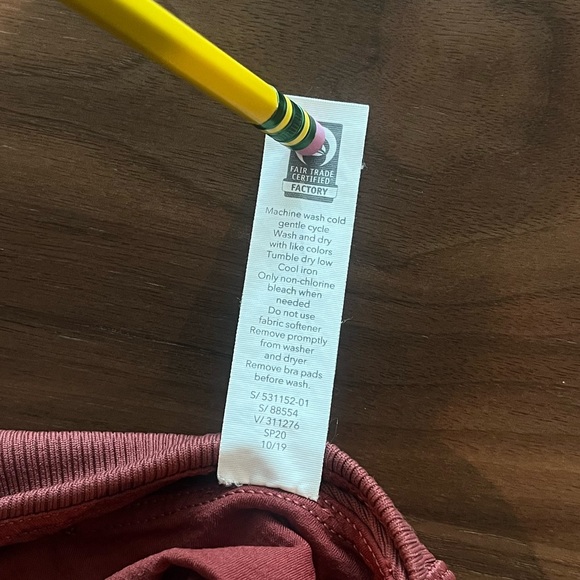 FAIR TRADE
CERTIFIED
FACTORY
Machine wash cold
gentle cycle
Wash and dry
with like colors
Tumble dry low
Cool iron
Only non-chlorine
bleach when
needed
Do not use
fabric softener
Remove promptly
from washer
and dryer.
Remove bra pads
before wash.
S/ 531152-01
S/ 88554
V/ 311276
SP20
10/19